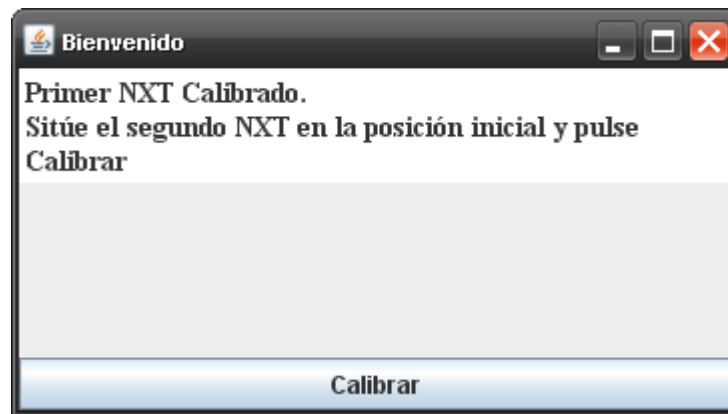 Bienvenido
Primer NXT Calibrado.
Sitúe el segundo NXT en la posición inicial y pulse
Calibrar
Calibrar